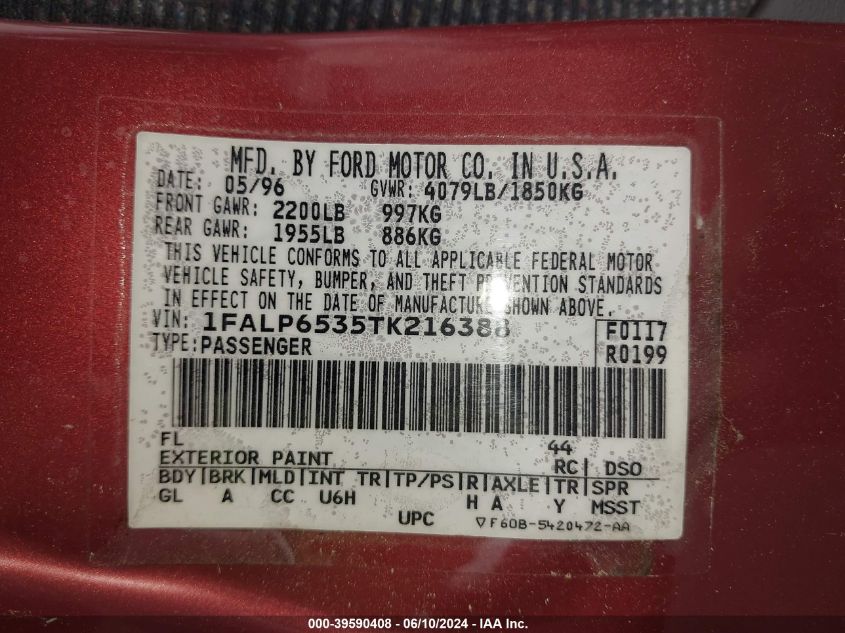 MFD. BY FORD MOTOR CO. IN U.S.A.
DATE: 05/96 GVWR: 4079LB/1850KG
FRONT GAWR: 2200LB 997KG
REAR GAWR: 1955LB 886KG
THIS VEHICLE CONFORMS TO ALL APPLICABLE FEDERAL MOTOR
VEHICLE SAFETY, BUMPER, AND THEFT PREVENTION STANDARDS
IN EFFECT ON THE DATE OF MANUFACTURE SHOWN ABOVE.
VIN: 1FALP6535TK216388 F0117
TYPE: PASSENGER R0199
FL 44
EXTERIOR PAINT RC| DSO
BDY|BRK|MLD|INT TR|TP/PS|R|AXLE|TR|SPR
GL A CC U6H H A Y MSST
UPC ▽F60B-5420472-AA
000-39590408 - 06/10/2024 - IAA Inc.